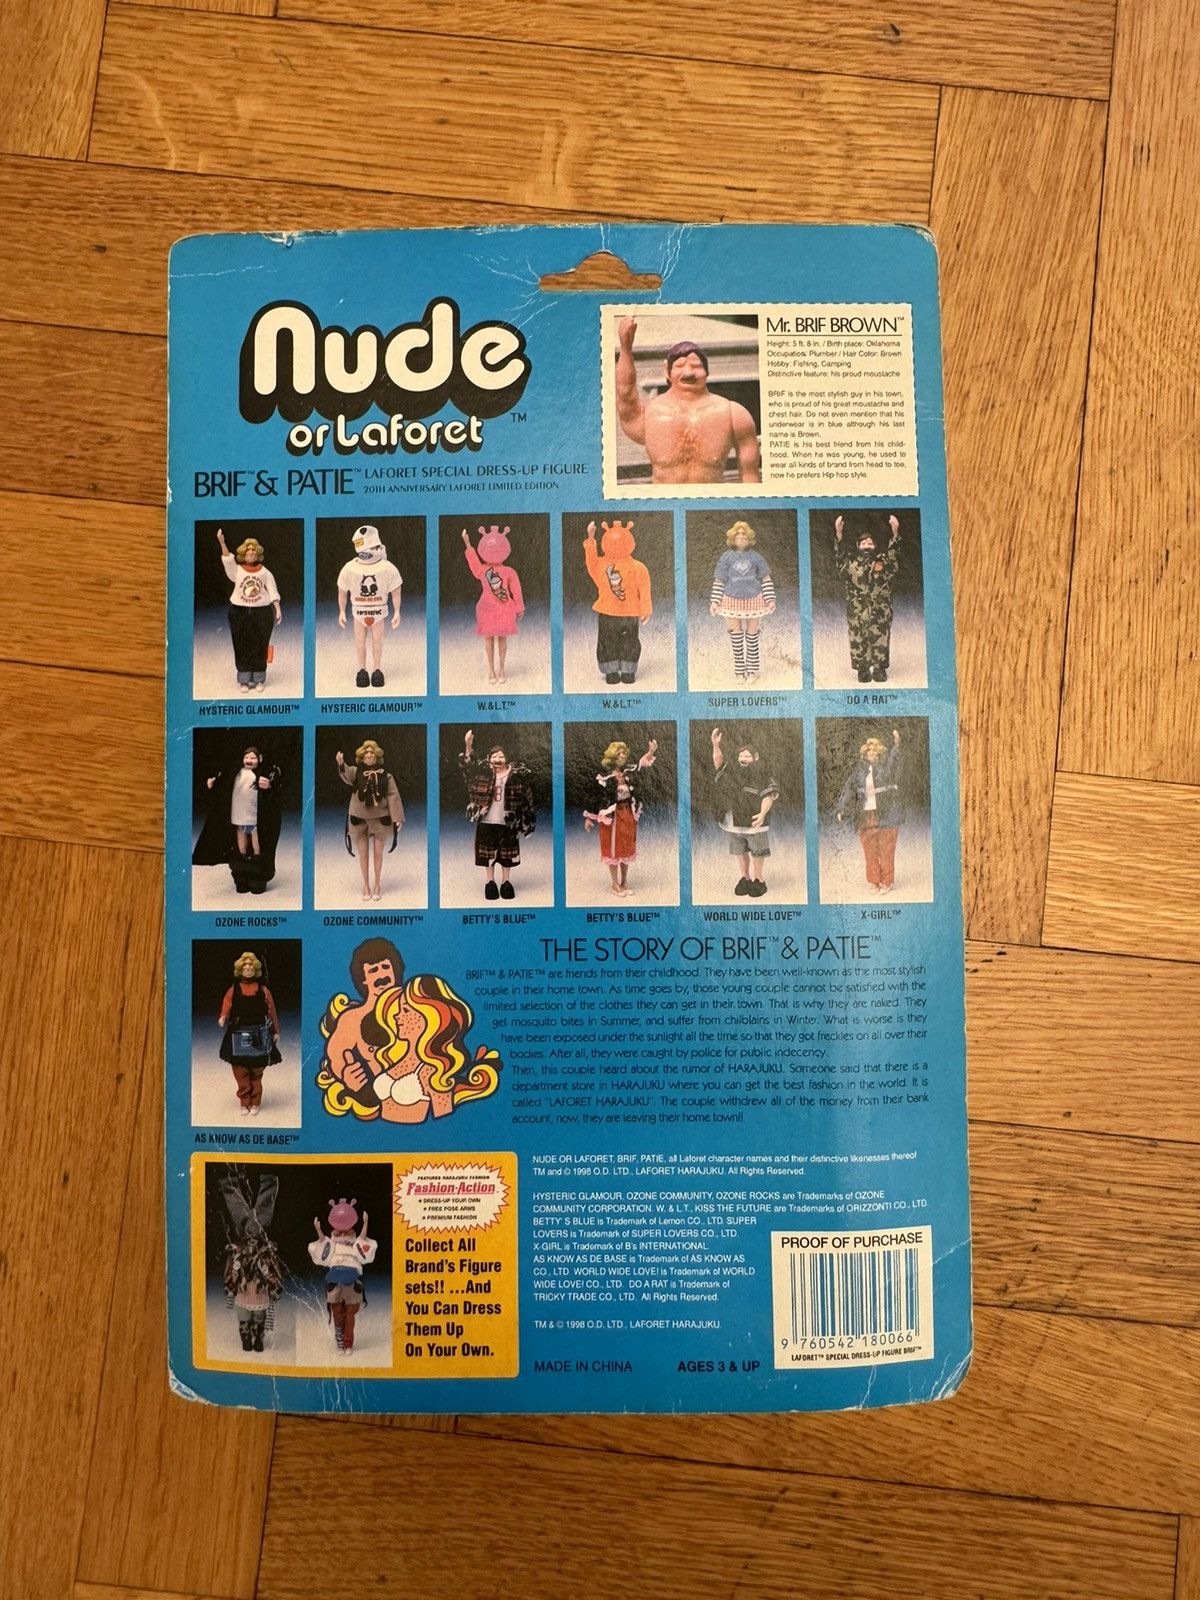 Nude
or Laforet™
BRIF™ & PATIE™ LAFORET SPECIAL DRESS-UP FIGURE
20TH ANNIVERSARY LAFORET LIMITED EDITION
Mr. BRIF BROWN™
Height: 5 ft. 8 in. / Birth place: Oklahoma
Occupation: Plumber / Hair Color: Brown
Hobby: Fishing, Camping
Distinctive feature: his proud moustache
BRIF is the most stylish guy in his town,
who is proud of his great moustache and
chest hair. Do not even mention that his
underwear is in blue although his last
name is Brown.
PATIE is his best friend from his child-
hood. When he was young, he used to
wear all kinds of brand from head to toe,
now he prefers Hip-hop style.
HYSTERIC GLAMOUR™
HYSTERIC GLAMOUR™
W.&L.T.™
W.&L.T.™
SUPER LOVERS™
DO A RAT™
OZONE ROCKS™
OZONE COMMUNITY™
BETTY'S BLUE™
BETTY'S BLUE™
WORLD WIDE LOVE™
X-GIRL™
AS KNOW AS DE BASE™
THE STORY OF BRIF™ & PATIE™
BRIF™ & PATIE™ are friends from their childhood. They have been well-known as the most stylish
couple in their home town. As time goes by, those young couple cannot be satisfied with the
limited selection of the clothes they can get in their town. That is why they are naked. They
get mosquito bites in Summer, and suffer from chilblains in Winter. What is worse is they
have been exposed under the sunlight all the time so that they got freckles on all over their
bodies. After all, they were caught by police for public indecency.
Then, this couple heard about the rumor of HARAJUKU. Someone said that there is a
department store in HARAJUKU where you can get the best fashion in the world. It is
called "LAFORET HARAJUKU". The couple withdrew all of the money from their bank
account, now, they are leaving their home town!!
FEATURES HARAJUKU FASHION
Fashion-Action
• DRESS-UP YOUR OWN
• FREE POSE ARMS
• PREMIUM FASHION
Collect All
Brand's Figure
sets!! ...And
You Can Dress
Them Up
On Your Own.
NUDE OR LAFORET, BRIF, PATIE, all Laforet character names and their distinctive likenesses thereof
TM and © 1998 O.D. LTD., LAFORET HARAJUKU. All Rights Reserved.
HYSTERIC GLAMOUR, OZONE COMMUNITY, OZONE ROCKS are Trademarks of OZONE
COMMUNITY CORPORATION. W. & L.T., KISS THE FUTURE are Trademarks of ORIZZONTI CO., LTD.
BETTY'S BLUE is Trademark of Lemon CO., LTD. SUPER
LOVERS is Trademark of SUPER LOVERS CO., LTD.
X-GIRL is Trademark of B's INTERNATIONAL.
AS KNOW AS DE BASE is Trademark of AS KNOW AS
CO., LTD. WORLD WIDE LOVE! is Trademark of WORLD
WIDE LOVE! CO., LTD. DO A RAT is Trademark of
TRICKY TRADE CO., LTD. All Rights Reserved.
TM & © 1998 O.D. LTD., LAFORET HARAJUKU.
MADE IN CHINA
AGES 3 & UP
PROOF OF PURCHASE
9 760542 180066
LAFORET™ SPECIAL DRESS-UP FIGURE BRIF™